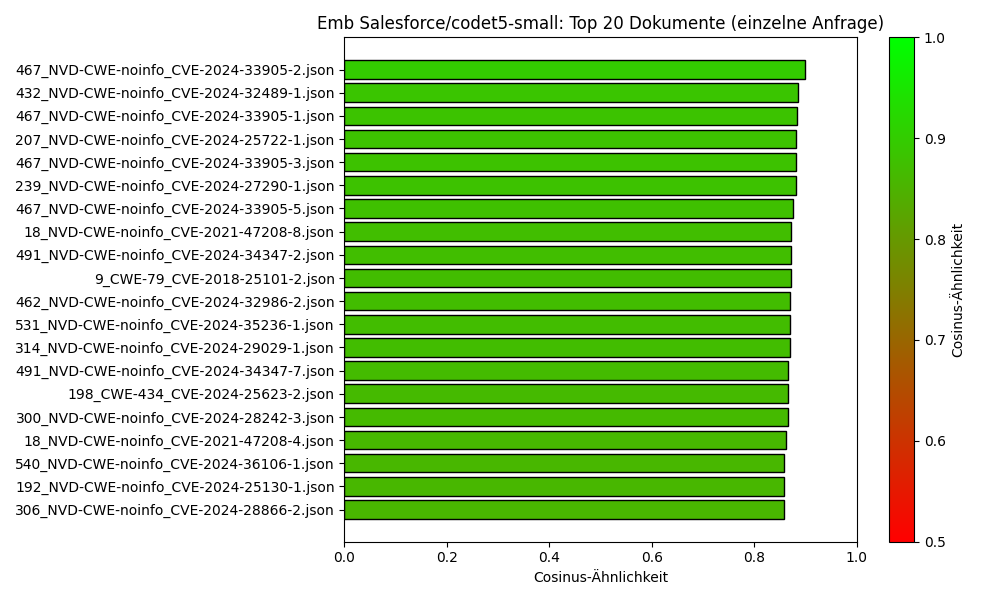 Emb Salesforce/codet5-small: Top 20 Dokumente (einzelne Anfrage)
467_NVD-CWE-noinfo_CVE-2024-33905-2.json
432_NVD-CWE-noinfo_CVE-2024-32489-1.json
467_NVD-CWE-noinfo_CVE-2024-33905-1.json
207_NVD-CWE-noinfo_CVE-2024-25722-1.json
467_NVD-CWE-noinfo_CVE-2024-33905-3.json
239_NVD-CWE-noinfo_CVE-2024-27290-1.json
467_NVD-CWE-noinfo_CVE-2024-33905-5.json
18_NVD-CWE-noinfo_CVE-2021-47208-8.json
491_NVD-CWE-noinfo_CVE-2024-34347-2.json
9_CWE-79_CVE-2018-25101-2.json
462_NVD-CWE-noinfo_CVE-2024-32986-2.json
531_NVD-CWE-noinfo_CVE-2024-35236-1.json
314_NVD-CWE-noinfo_CVE-2024-29029-1.json
491_NVD-CWE-noinfo_CVE-2024-34347-7.json
198_CWE-434_CVE-2024-25623-2.json
300_NVD-CWE-noinfo_CVE-2024-28242-3.json
18_NVD-CWE-noinfo_CVE-2021-47208-4.json
540_NVD-CWE-noinfo_CVE-2024-36106-1.json
192_NVD-CWE-noinfo_CVE-2024-25130-1.json
306_NVD-CWE-noinfo_CVE-2024-28866-2.json
0.0 0.2 0.4 0.6 0.8 1.0
Cosinus-Ähnlichkeit
1.0
0.9
0.8
0.7
0.6
0.5
Cosinus-Ähnlichkeit